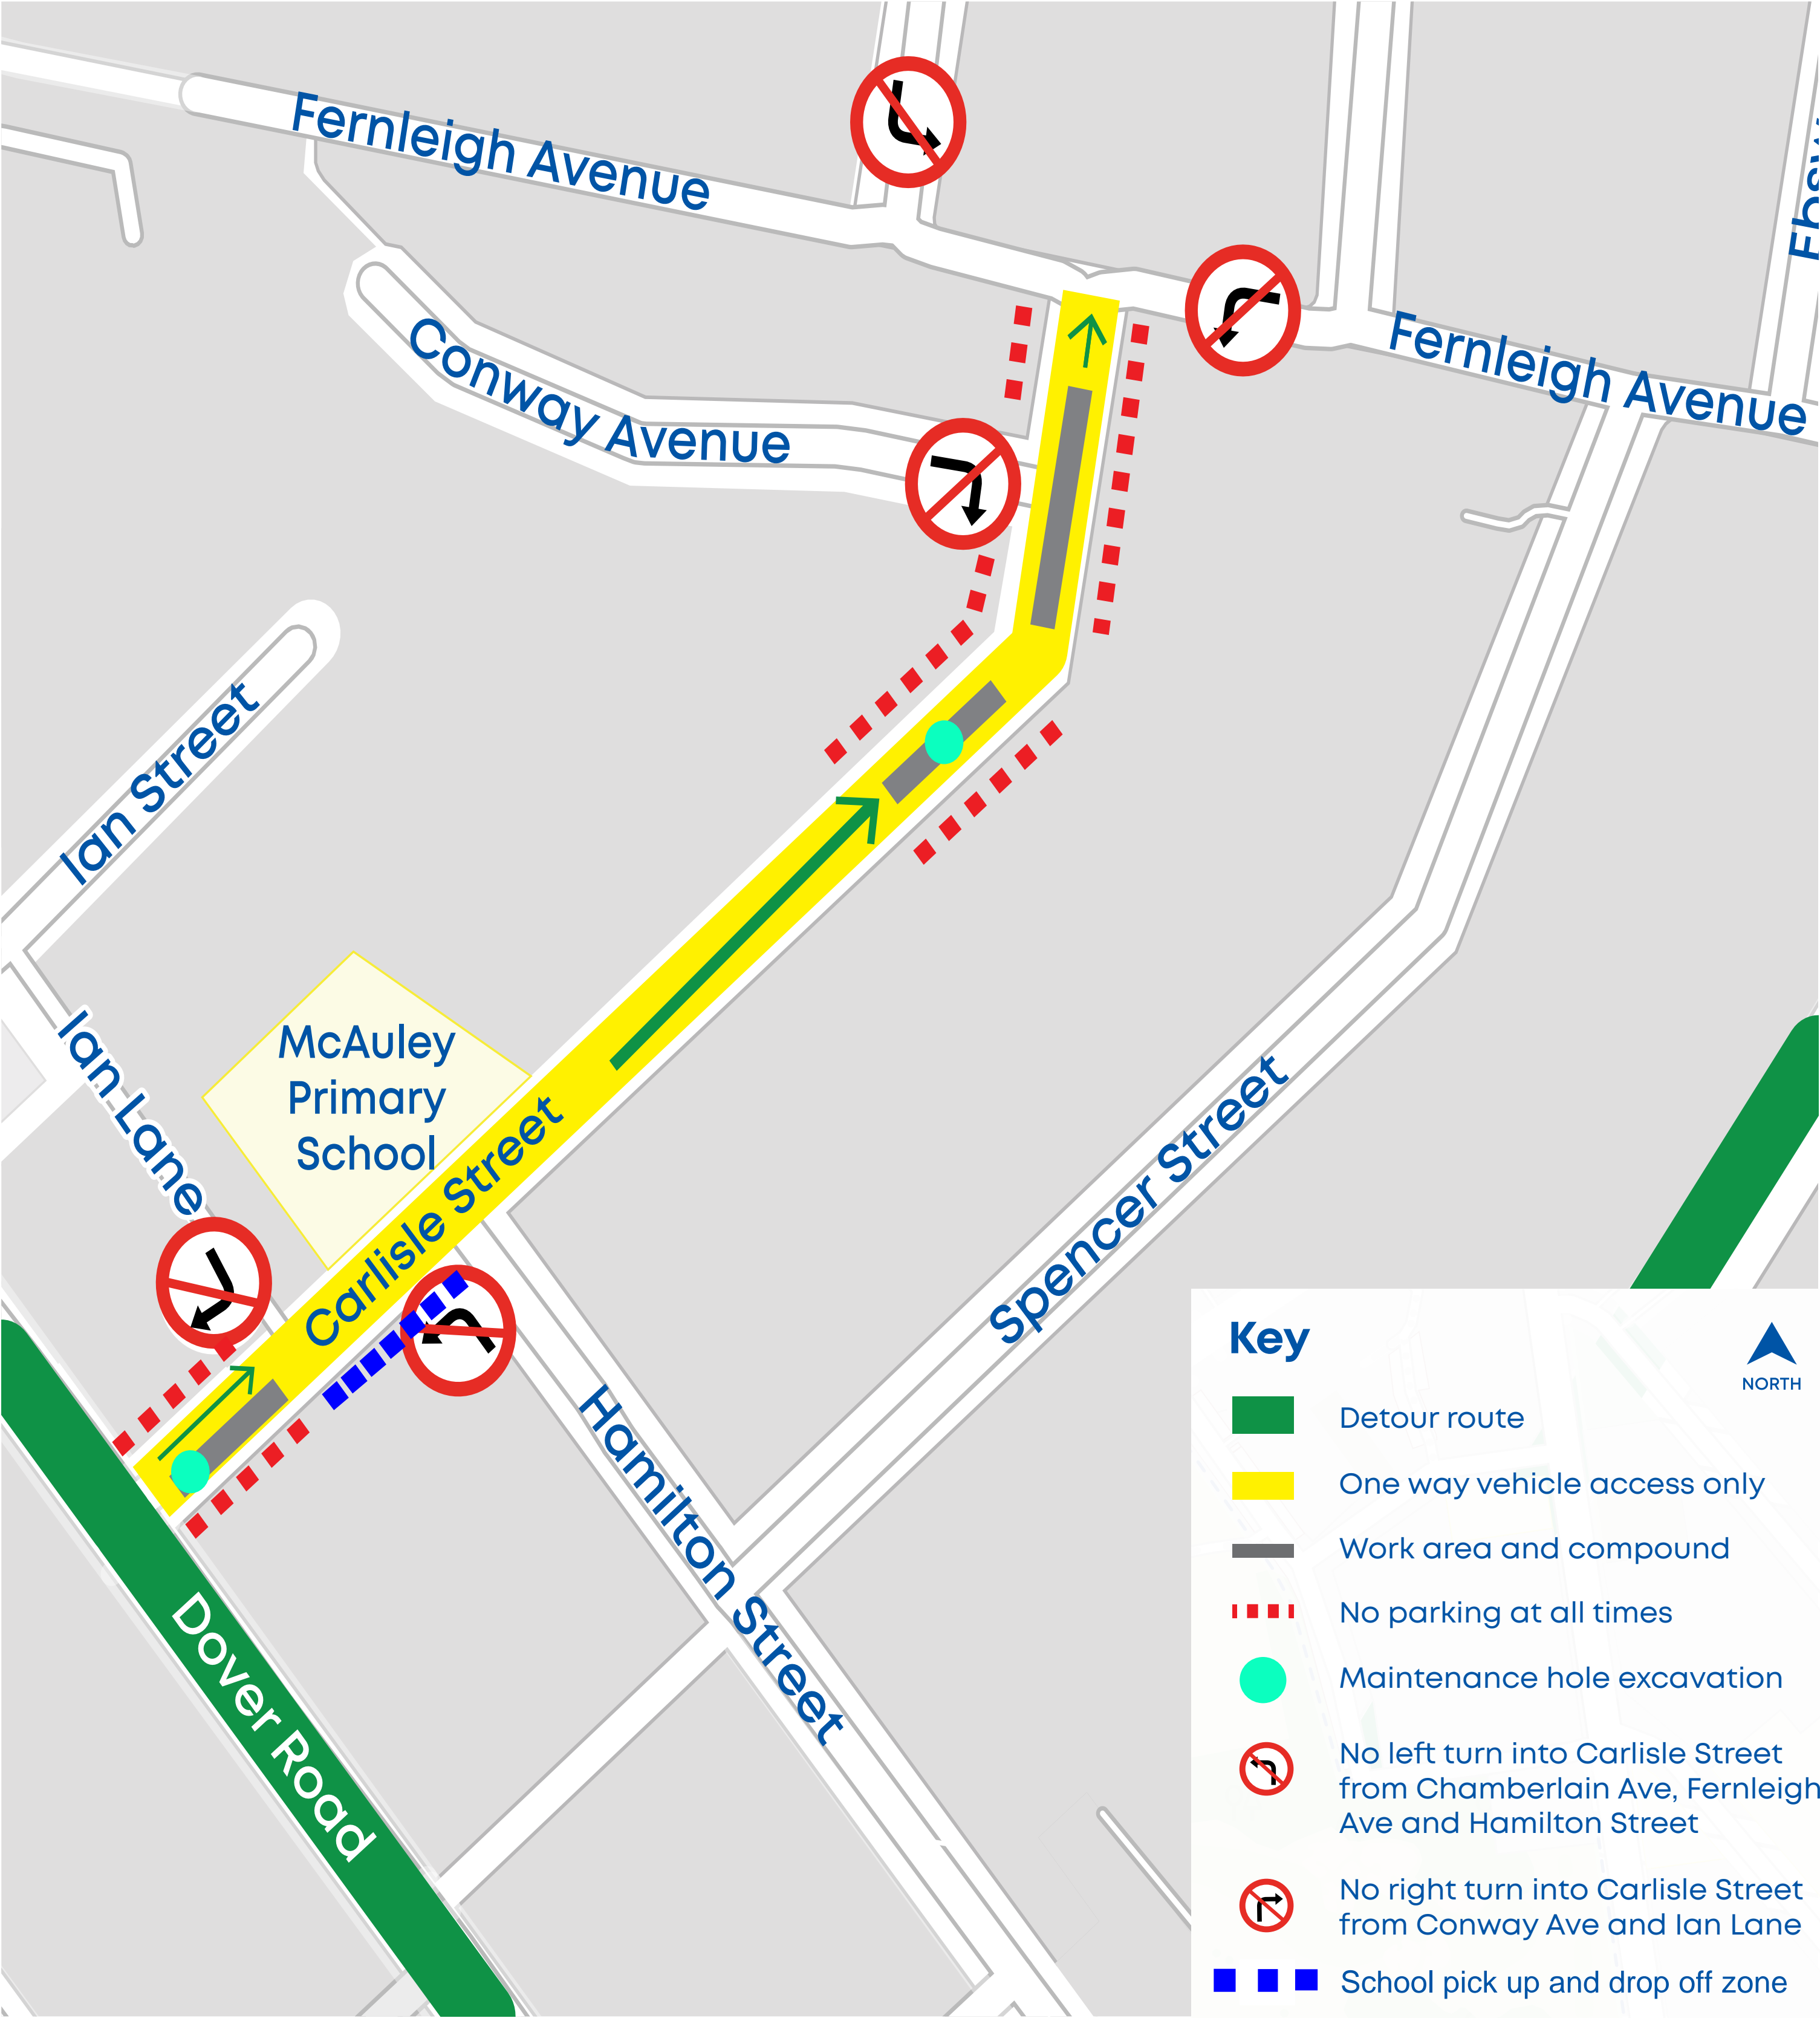 Fernleigh Avenue
Fernleigh Avenue
Conway Avenue
Ian Street
Ian Lane
McAuley
Primary
School
Carlisle Street
Spencer Street
Hamilton Street
Dover Road
Key
NORTH
Detour route
One way vehicle access only
Work area and compound
No parking at all times
Maintenance hole excavation
No left turn into Carlisle Street
from Chamberlain Ave, Fernleigh
Ave and Hamilton Street
No right turn into Carlisle Street
from Conway Ave and Ian Lane
School pick up and drop off zone